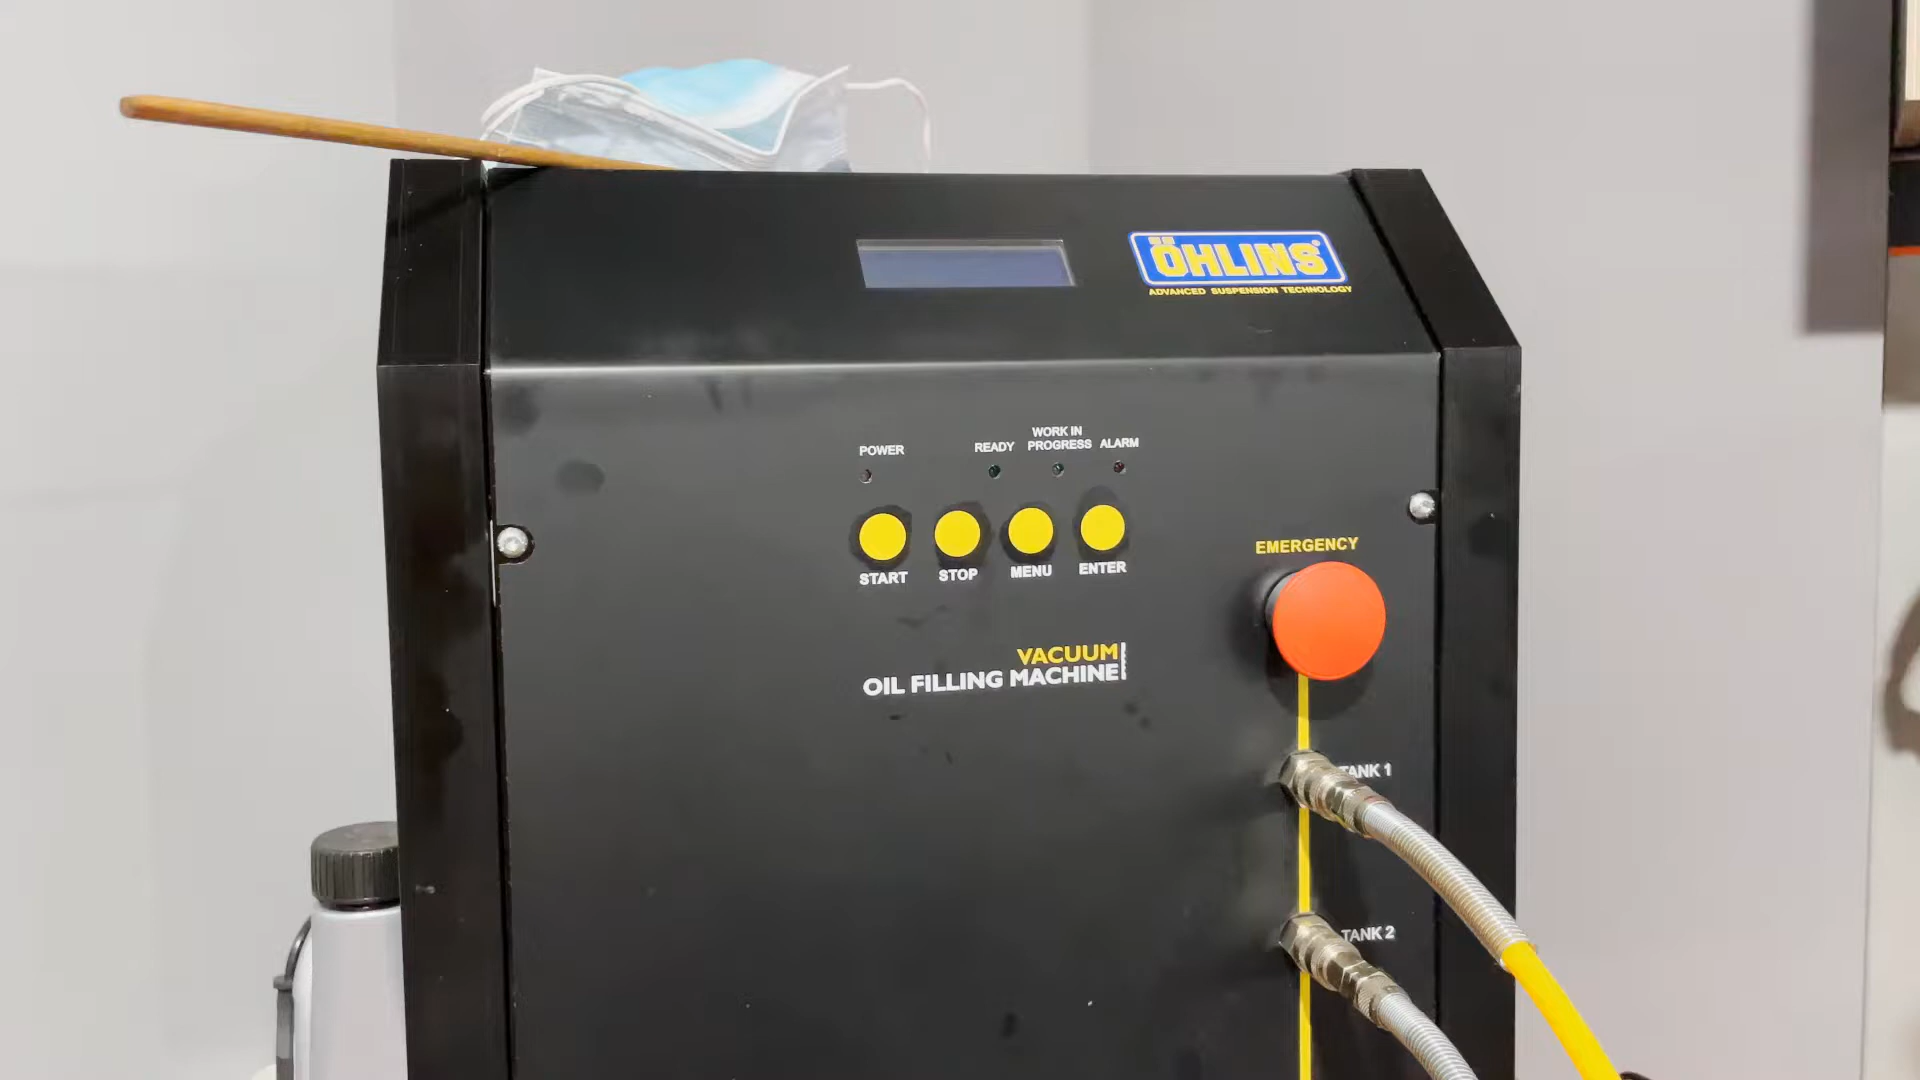 ÖHLINS®
ADVANCED SUSPENSION TECHNOLOGY
POWER
READY
WORK IN
PROGRESS
ALARM
START
STOP
MENU
ENTER
EMERGENCY
VACUUM
OIL FILLING MACHINE
TANK 1
TANK 2